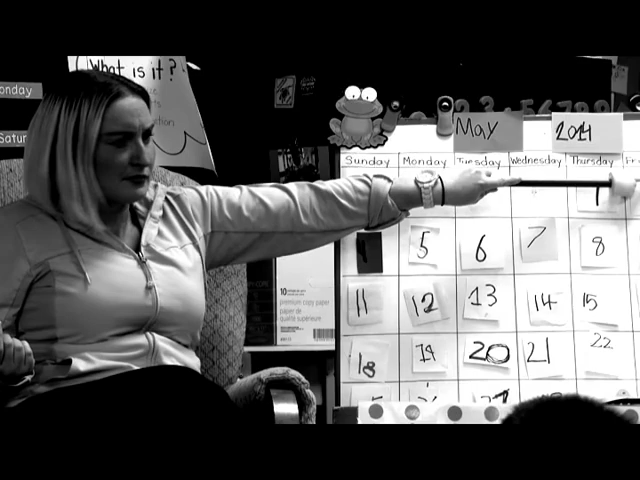 What is it?
onday
Satur
May 2014
Sunday Monday Tuesday Wednesday Thursday
1
5 6 7 8
11 12 13 14 15
18 19 20 21 22
10
premium copy paper
papier de
qualité supérieure